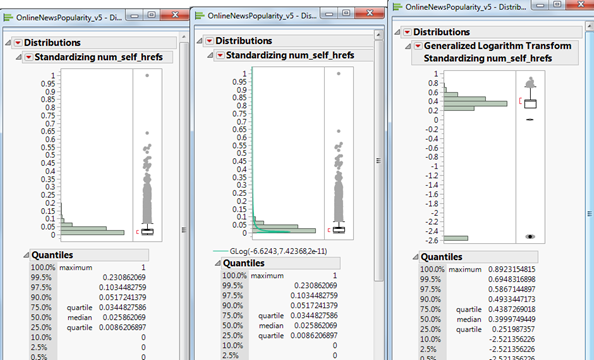 OnlineNewsPopularity_v5 - Dis...
Distributions
Standardizing num_self_hrefs
1
0.95
0.9
0.85
0.8
0.75
0.7
0.65
0.6
0.55
0.5
0.45
0.4
0.35
0.3
0.25
0.2
0.15
0.1
0.05
0
Quantiles
100.0% maximum 1
99.5% 0.230862069
97.5% 0.1034482759
90.0% 0.0517241379
75.0% quartile 0.0344827586
50.0% median 0.025862069
25.0% quartile 0.0086206897
10.0% 0
2.5% 0
OnlineNewsPopularity_v5 - Dis...
Distributions
Standardizing num_self_hrefs
1
0.95
0.9
0.85
0.8
0.75
0.7
0.65
0.6
0.55
0.5
0.45
0.4
0.35
0.3
0.25
0.2
0.15
0.1
0.05
0
GLog(-6.6243,7.42368,2e-11)
Quantiles
100.0% maximum 1
99.5% 0.230862069
97.5% 0.1034482759
90.0% 0.0517241379
75.0% quartile 0.0344827586
50.0% median 0.025862069
25.0% quartile 0.0086206897
10.0% 0
2.5% 0
OnlineNewsPopularity_v5 - Distrib...
Distributions
Generalized Logarithm Transform
Standardizing num_self_hrefs
1
0.8
0.6
0.4
0.2
0
-0.2
-0.4
-0.6
-0.8
-1
-1.2
-1.4
-1.6
-1.8
-2
-2.2
-2.4
-2.6
Quantiles
100.0% maximum 0.8923154815
99.5% 0.6948316898
97.5% 0.5867144897
90.0% 0.4933447173
75.0% quartile 0.4387269018
50.0% median 0.3999749449
25.0% quartile 0.251987357
10.0% -2.521356226
2.5% -2.521356226